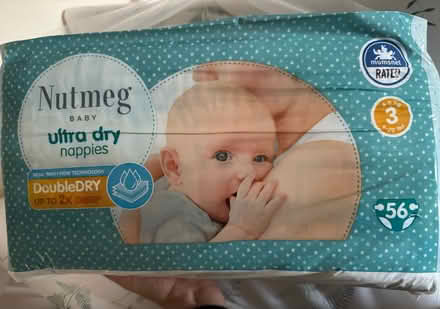 Nutmeg
BABY
ultra dry
nappies
DoubleDRY
UP TO 2X
mumsnet
RATED
3
56